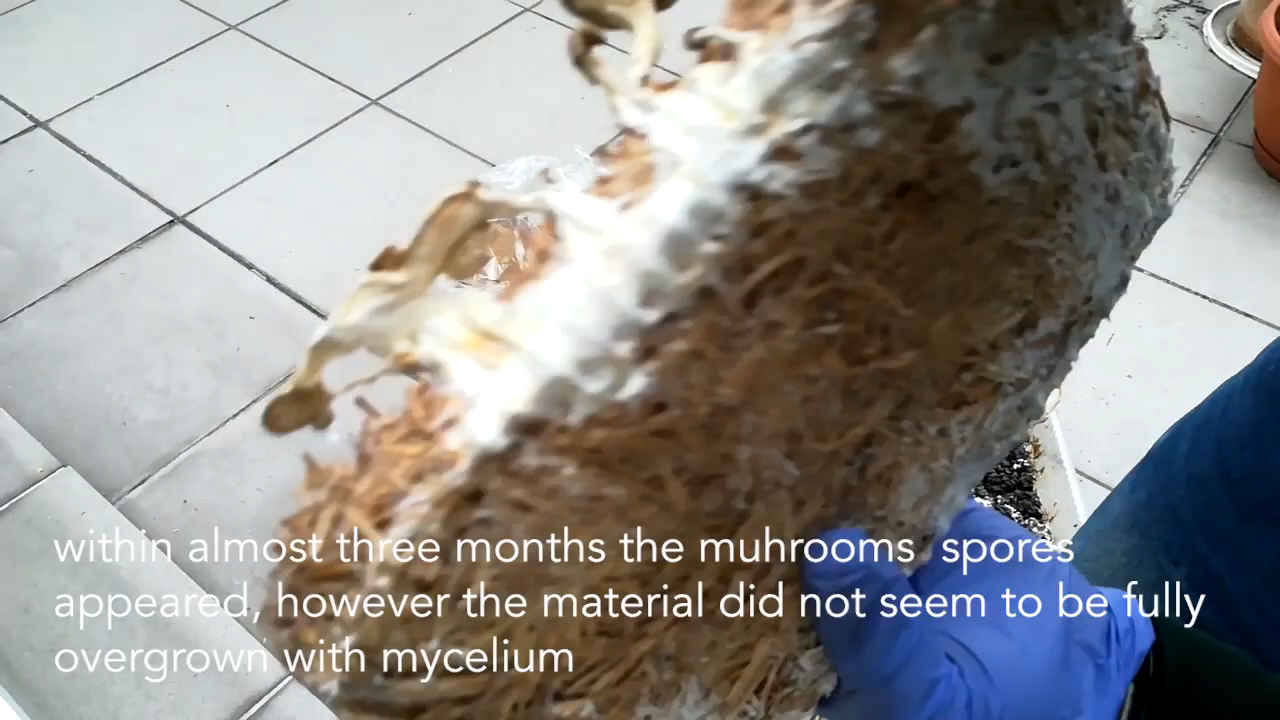 within almost three months the muhrooms spores
appeared, however the material did not seem to be fully
overgrown with mycelium